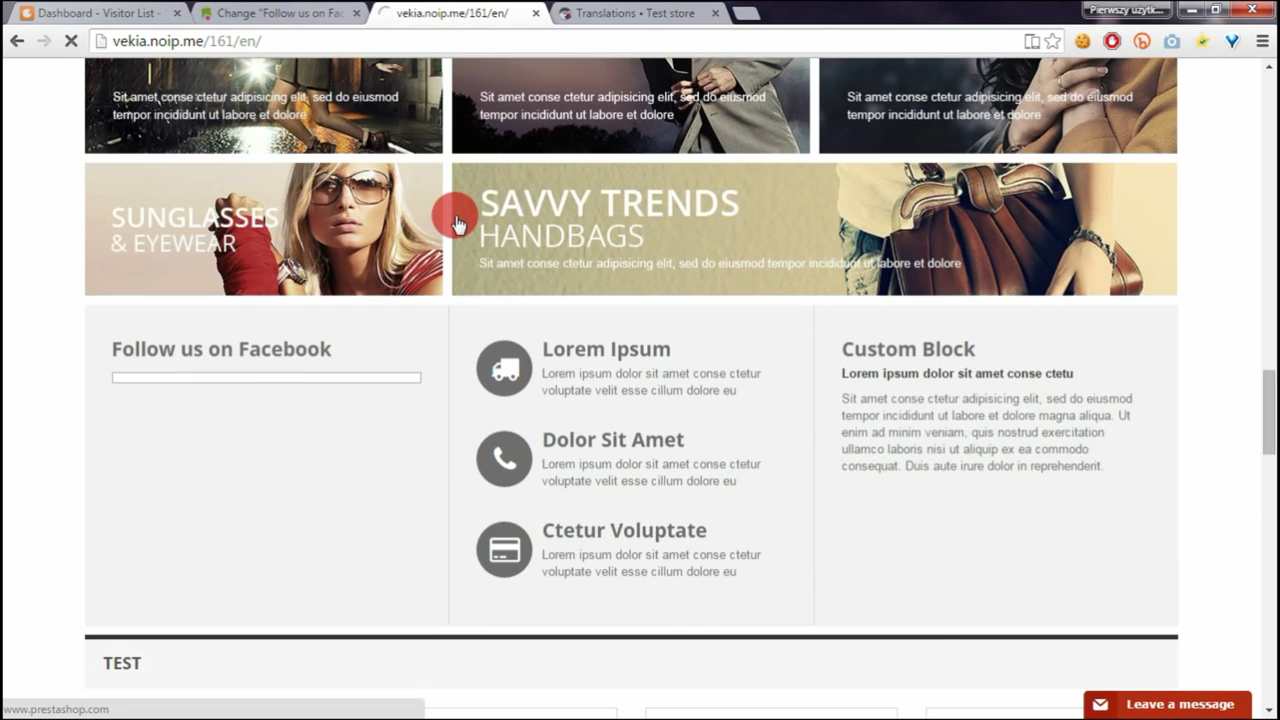 Dashboard - Visitor List -
Change "Follow us on Fac
vekia.noip.me/161/en/
Translations • Test store
Pierwszy użytk...
vekia.noip.me/161/en/
Sit amet conse ctetur adipisicing elit, sed do eiusmod
tempor incididunt ut labore et dolore
Sit amet conse ctetur adipisicing elit, sed do eiusmod
tempor incididunt ut labore et dolore
Sit amet conse ctetur adipisicing elit, sed do eiusmod
tempor incididunt ut labore et dolore
SUNGLASSES
& EYEWEAR
SAVVY TRENDS
HANDBAGS
Sit amet conse ctetur adipisicing elit, sed do eiusmod tempor incididunt ut labore et dolore
Follow us on Facebook
Lorem Ipsum
Lorem ipsum dolor sit amet conse ctetur
voluptate velit esse cillum dolore eu
Dolor Sit Amet
Lorem ipsum dolor sit amet conse ctetur
voluptate velit esse cillum dolore eu
Ctetur Voluptate
Lorem ipsum dolor sit amet conse ctetur
voluptate velit esse cillum dolore eu
Custom Block
Lorem ipsum dolor sit amet conse ctetu
Sit amet conse ctetur adipisicing elit, sed do eiusmod
tempor incididunt ut labore et dolore magna aliqua. Ut
enim ad minim veniam, quis nostrud exercitation
ullamco laboris nisi ut aliquip ex ea commodo
consequat. Duis aute irure dolor in reprehenderit.
TEST
www.prestashop.com
Leave a message